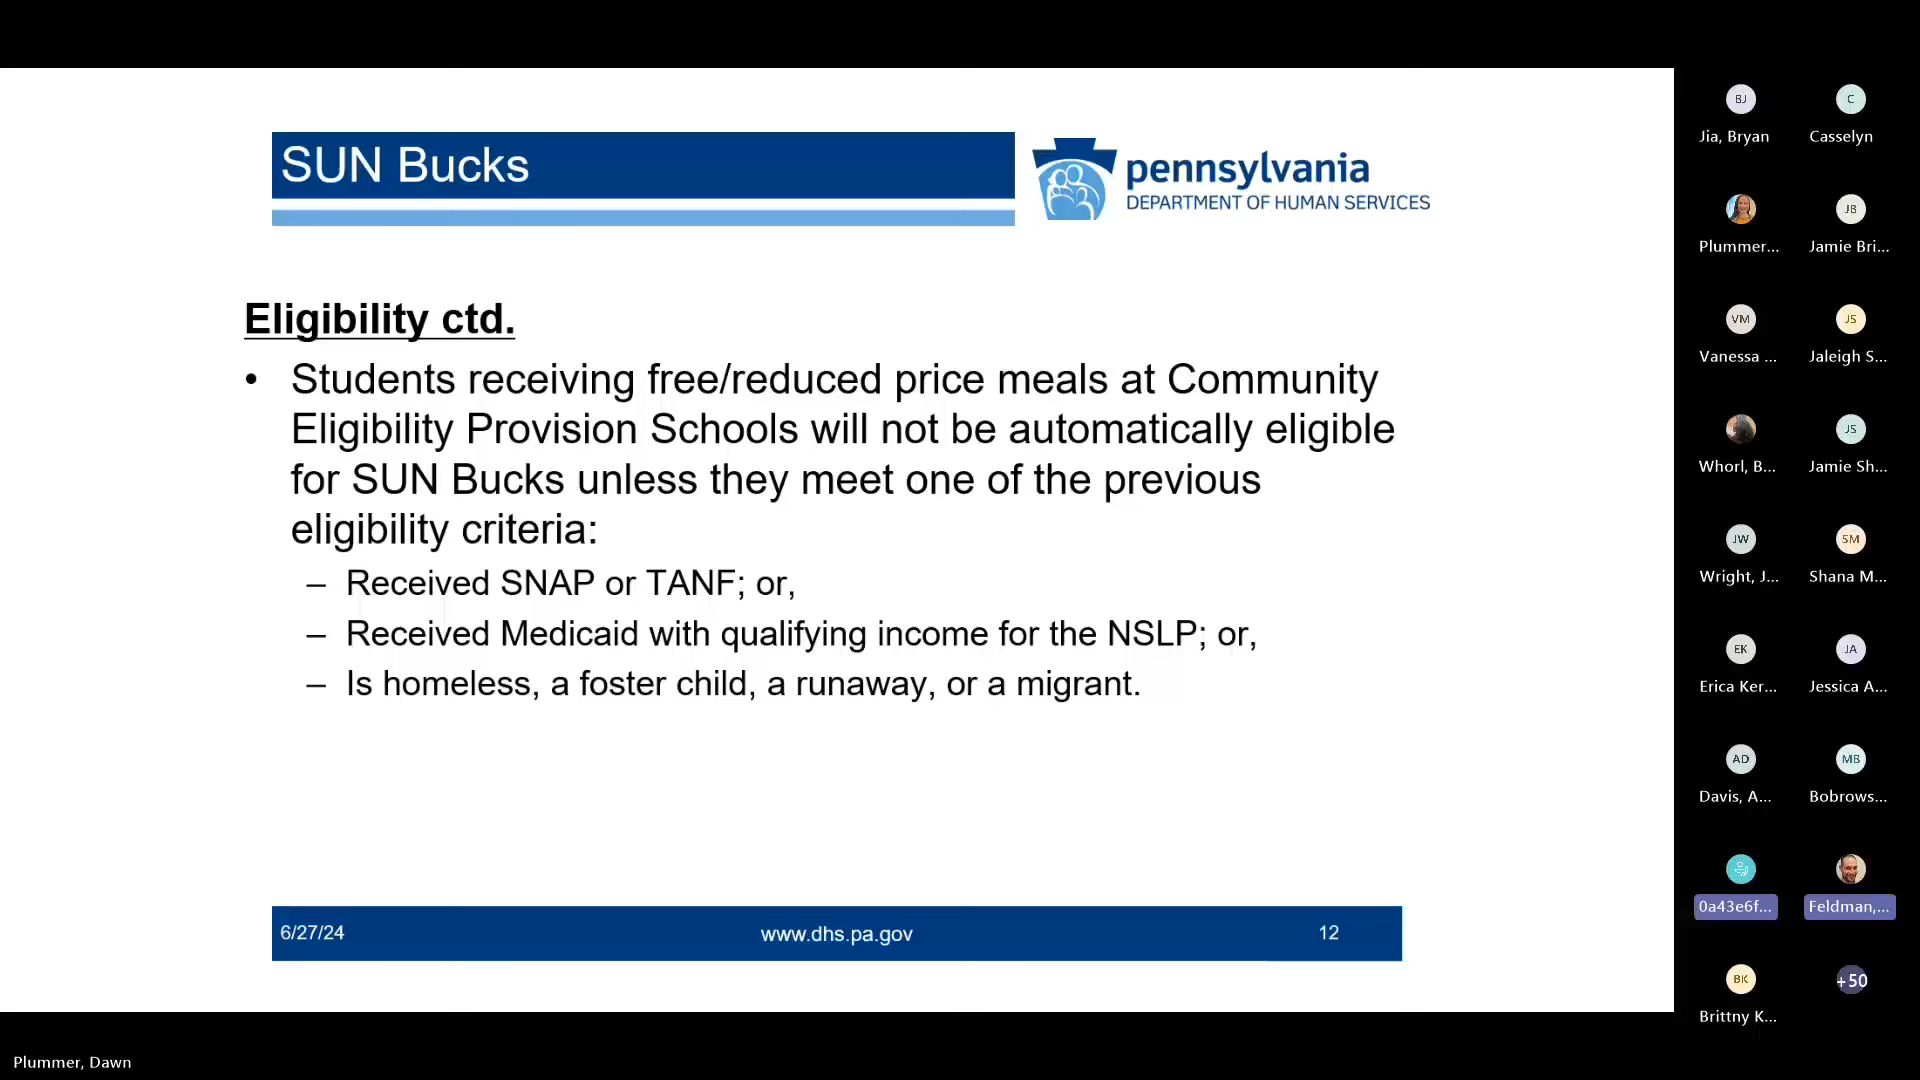 SUN Bucks
pennsylvania
DEPARTMENT OF HUMAN SERVICES
Eligibility ctd.
• Students receiving free/reduced price meals at Community
Eligibility Provision Schools will not be automatically eligible
for SUN Bucks unless they meet one of the previous
eligibility criteria:
– Received SNAP or TANF; or,
– Received Medicaid with qualifying income for the NSLP; or,
– Is homeless, a foster child, a runaway, or a migrant.
6/27/24 www.dhs.pa.gov 12
BJ C
Jia, Bryan Casselyn
JB
Plummer... Jamie Bri...
VM JS
Vanessa ... Jaleigh S...
JS
Whorl, B... Jamie Sh...
JW SM
Wright, J... Shana M...
EK JA
Erica Ker... Jessica A...
AD MB
Davis, A... Bobrows...
0a43e6f... Feldman,...
BK +50
Brittny K...
Plummer, Dawn